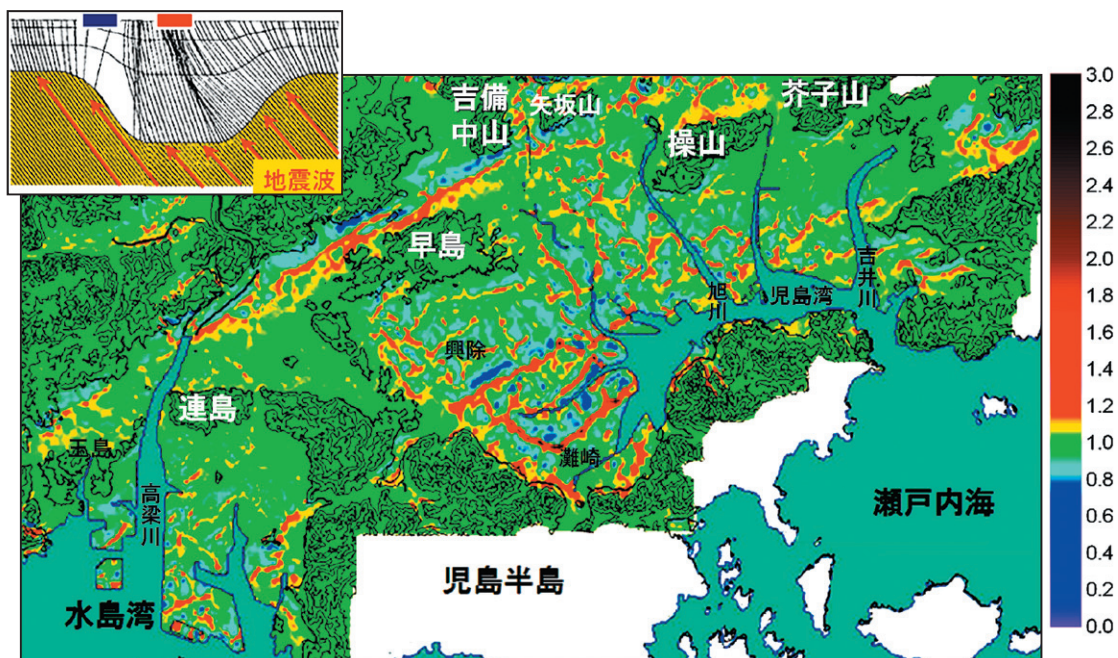 地震波
吉備
中山
矢坂山
操山
芥子山
早島
旭川
児島湾
吉井川
興除
連島
玉島
灘崎
高梁川
水島湾
児島半島
瀬戸内海
3.0
2.8
2.6
2.4
2.2
2.0
1.8
1.6
1.4
1.2
1.0
0.8
0.6
0.4
0.2
0.0